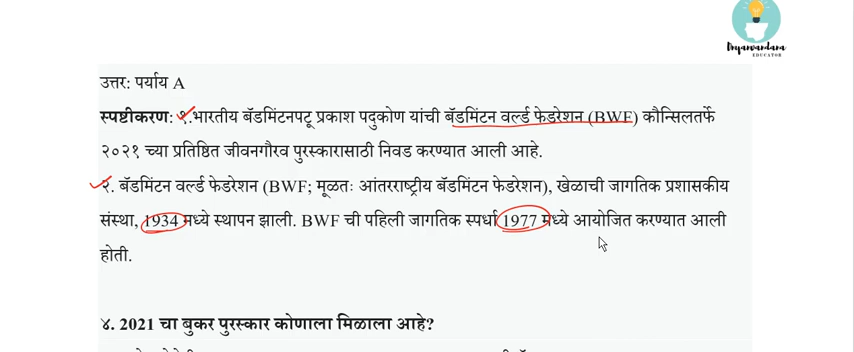 Dnyanvandana
EDUCATOR
उत्तर: पर्याय A
स्पष्टीकरण: १.भारतीय बॅडमिंटनपटू प्रकाश पदुकोण यांची बॅडमिंटन वर्ल्ड फेडरेशन (BWF) कौन्सिलतर्फे
२०२१ च्या प्रतिष्ठित जीवनगौरव पुरस्कारासाठी निवड करण्यात आली आहे.
२. बॅडमिंटन वर्ल्ड फेडरेशन (BWF; मूळतः आंतरराष्ट्रीय बॅडमिंटन फेडरेशन), खेळाची जागतिक प्रशासकीय
संस्था, 1934 मध्ये स्थापन झाली. BWF ची पहिली जागतिक स्पर्धा 1977 मध्ये आयोजित करण्यात आली
होती.
४. 2021 चा बुकर पुरस्कार कोणाला मिळाला आहे?